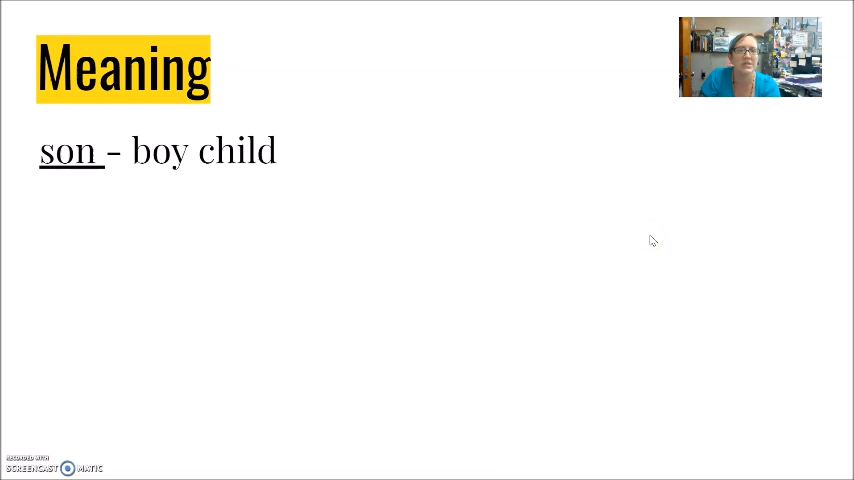 Meaning
son - boy child
RECORDED WITH
SCREENCAST MATIC